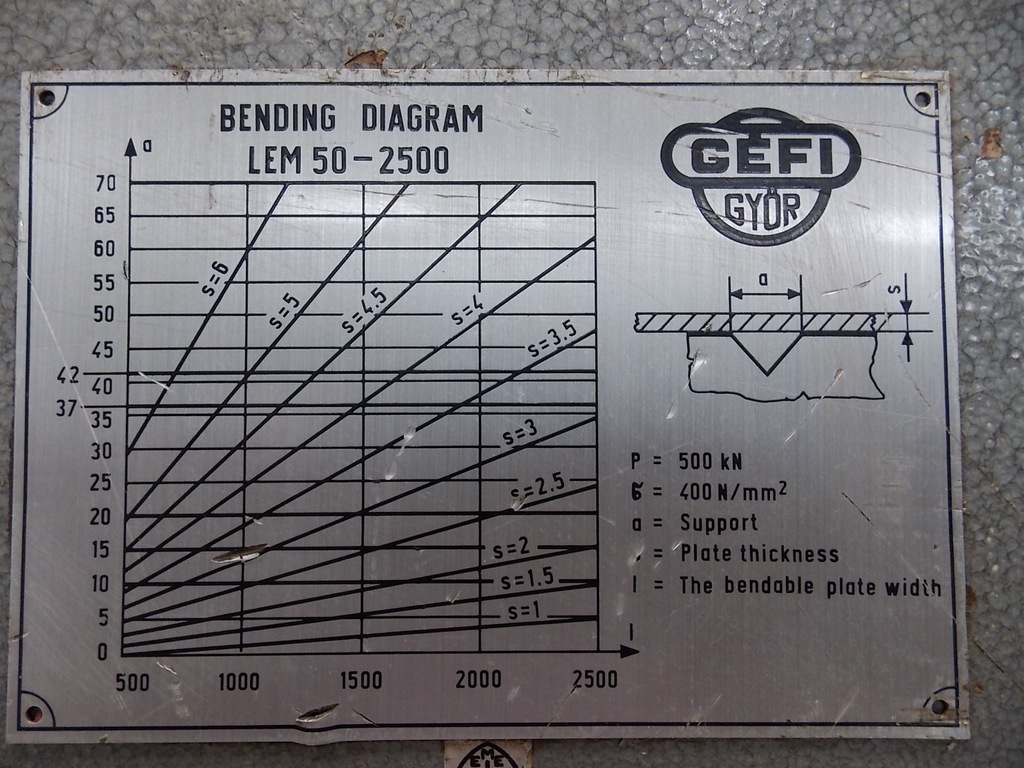 BENDING DIAGRAM
LEM 50-2500
GEFI
GYŐR
a
70
65
60
55
50
45
42
40
37
35
30
25
20
15
10
5
0
s=6
s=5
s=4.5
s=4
s=3.5
s=3
s=2.5
s=2
s=1.5
s=1
l
500 1000 1500 2000 2500
a
s
P = 500 kN
б = 400 N/mm²
a = Support
= Plate thickness
l = The bendable plate width
EMEE